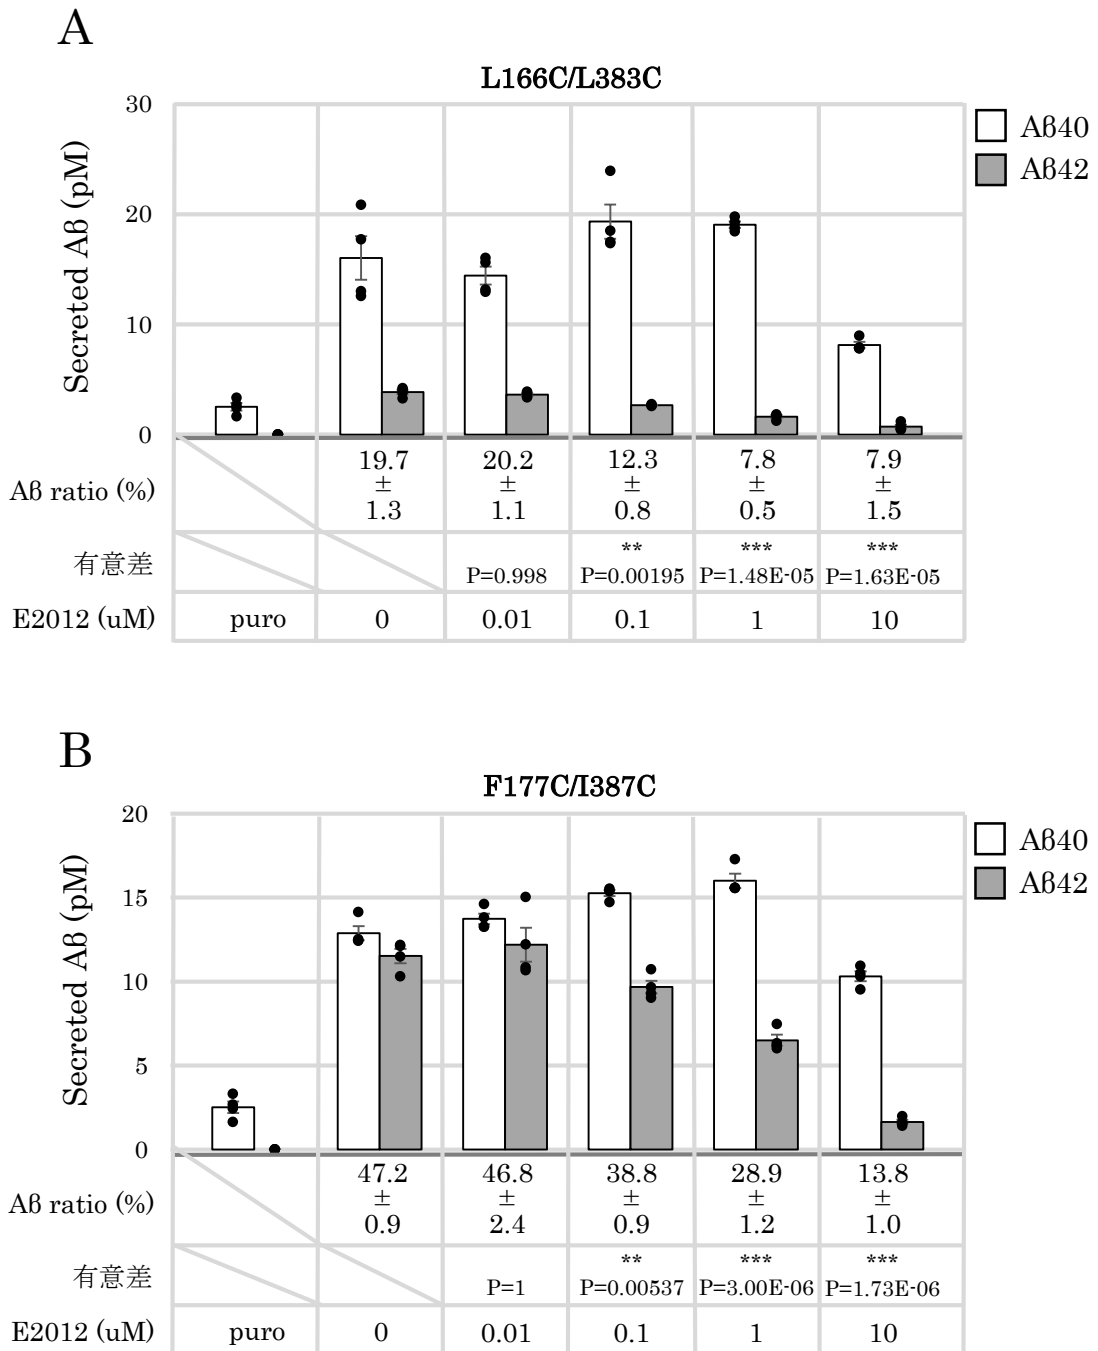 A
L166C/L383C
Aβ40
Aβ42
Secreted Aβ (pM)
30
20
10
0
Aβ ratio (%)
19.7 ± 1.3
20.2 ± 1.1
12.3 ± 0.8
7.8 ± 0.5
7.9 ± 1.5
有意差
P=0.998
** P=0.00195
*** P=1.48E-05
*** P=1.63E-05
E2012 (uM) puro 0 0.01 0.1 1 10
B
F177C/I387C
Aβ40
Aβ42
Secreted Aβ (pM)
20
15
10
5
0
Aβ ratio (%)
47.2 ± 0.9
46.8 ± 2.4
38.8 ± 0.9
28.9 ± 1.2
13.8 ± 1.0
有意差
P=1
** P=0.00537
*** P=3.00E-06
*** P=1.73E-06
E2012 (uM) puro 0 0.01 0.1 1 10